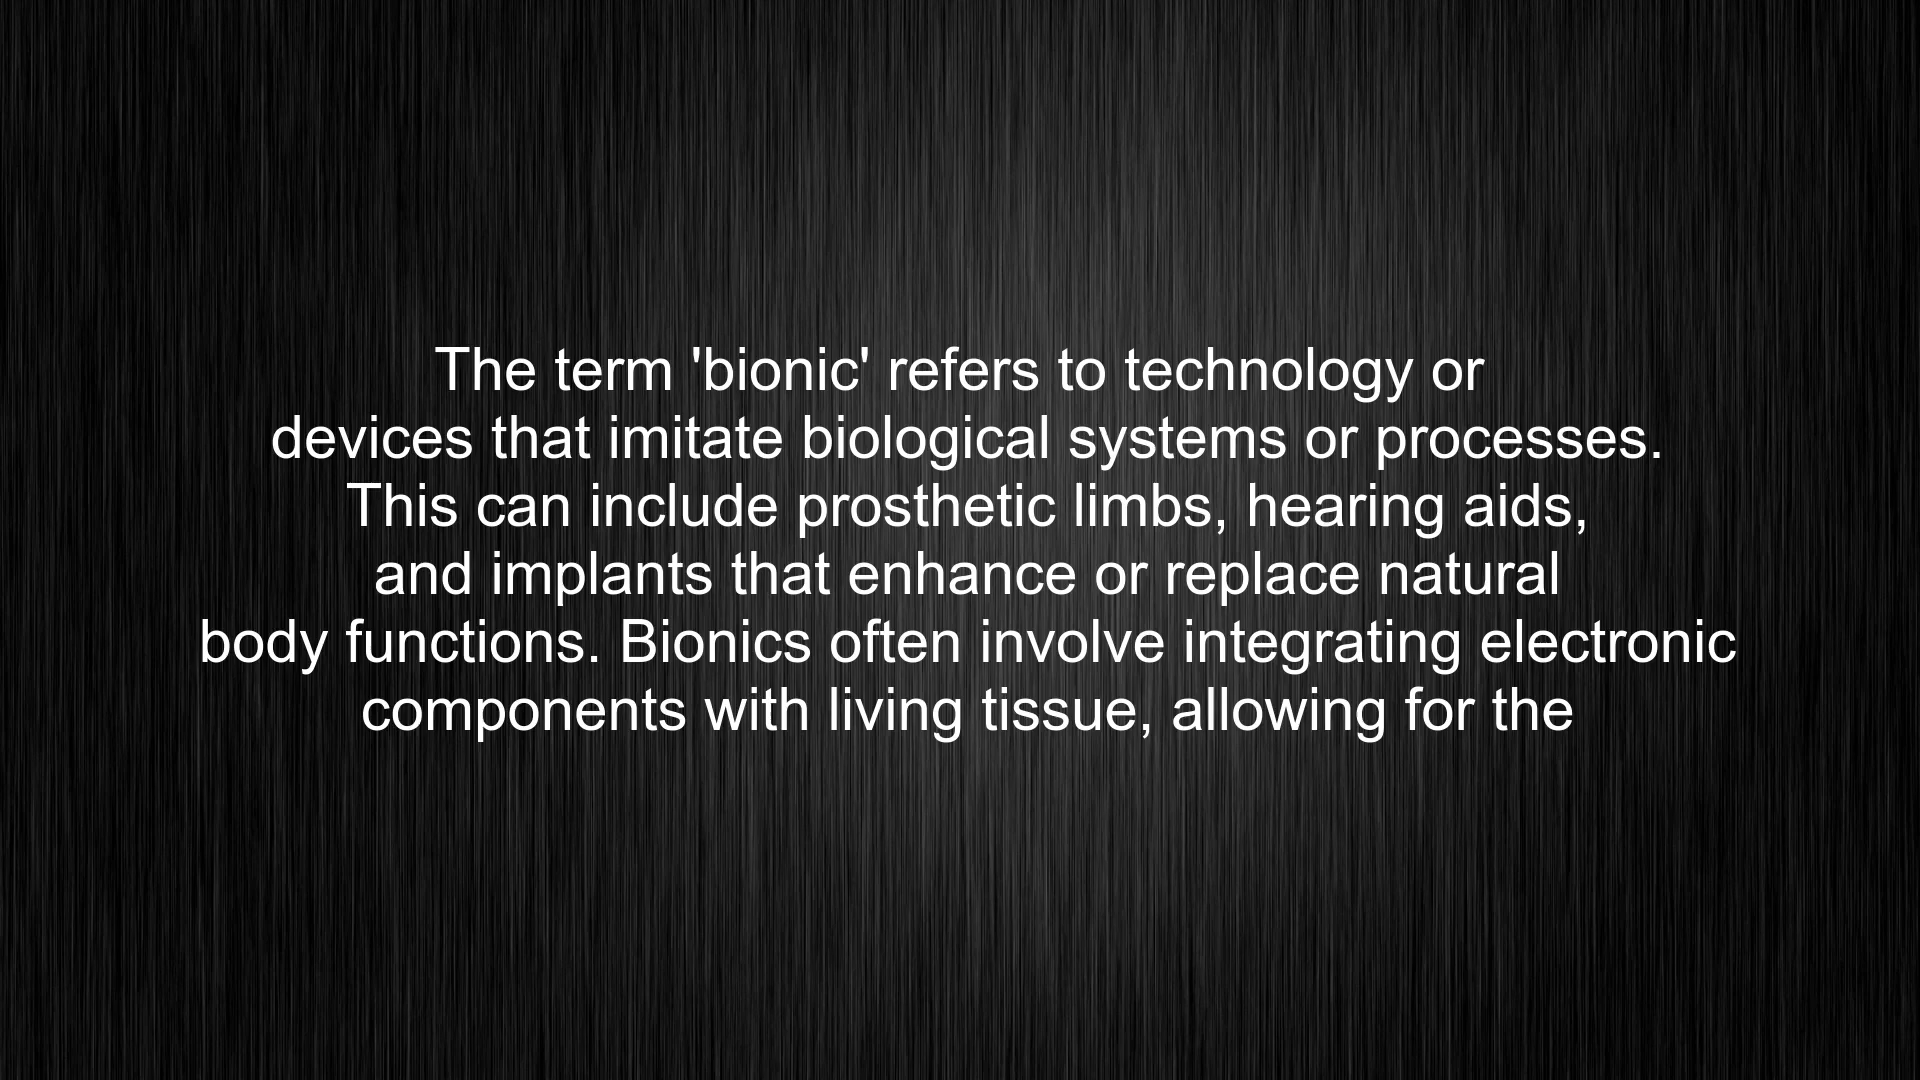 The term 'bionic' refers to technology or
devices that imitate biological systems or processes.
This can include prosthetic limbs, hearing aids,
and implants that enhance or replace natural
body functions. Bionics often involve integrating electronic
components with living tissue, allowing for the